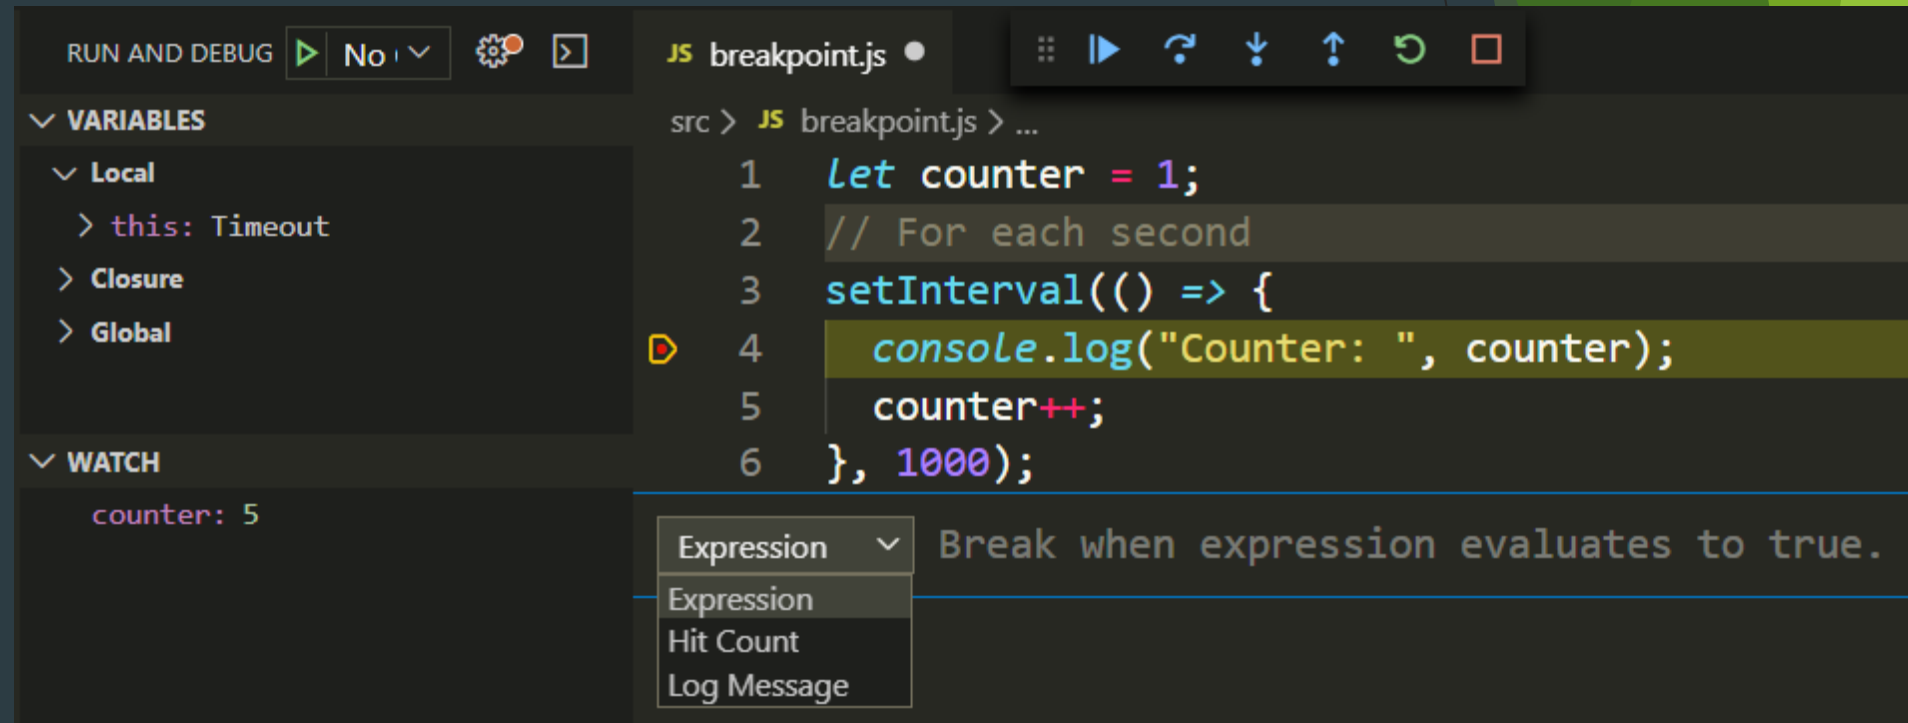 RUN AND DEBUG No
VARIABLES
Local
this: Timeout
Closure
Global
WATCH
counter: 5
JS breakpoint.js
src > JS breakpoint.js > ...
1 let counter = 1;
2 // For each second
3 setInterval(() => {
4 console.log("Counter: ", counter);
5 counter++;
6 }, 1000);
Expression Break when expression evaluates to true.
Expression
Hit Count
Log Message